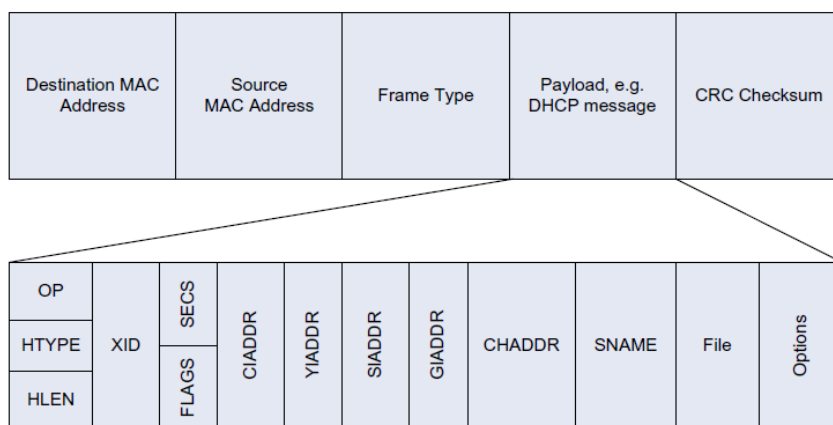 Destination MAC
Address
Source
MAC Address
Frame Type
Payload, e.g.
DHCP message
CRC Checksum
OP
HTYPE
HLEN
XID
SECS
FLAGS
CIADDR
YIADDR
SIADDR
GIADDR
CHADDR
SNAME
File
Options